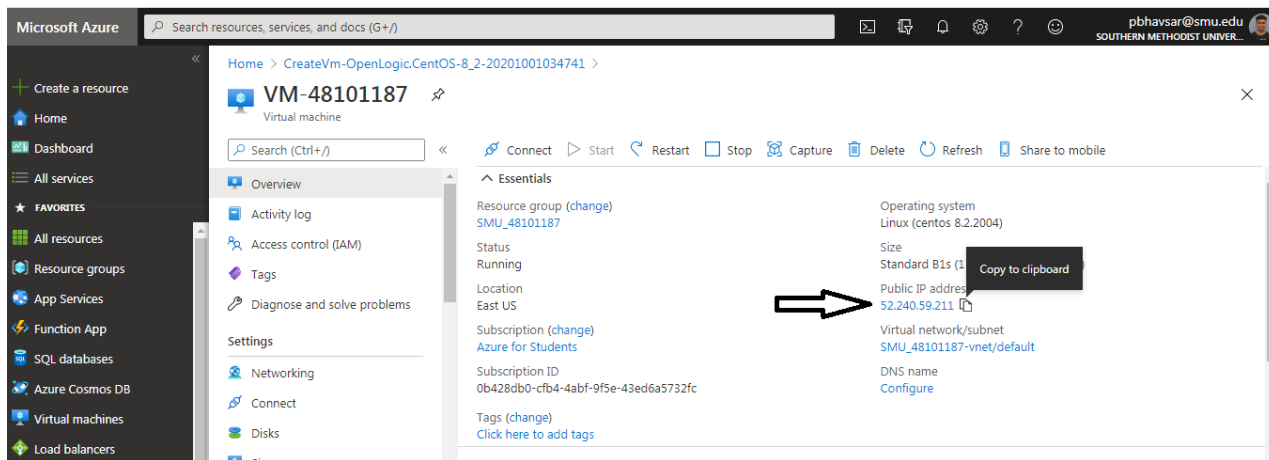 Microsoft Azure
Search resources, services, and docs (G+/)
pbhavsar@smu.edu
SOUTHERN METHODIST UNIVER...
Create a resource
Home
Dashboard
All services
FAVORITES
All resources
Resource groups
App Services
Function App
SQL databases
Azure Cosmos DB
Virtual machines
Load balancers
Home > CreateVm-OpenLogic.CentOS-8_2-20201001034741 >
VM-48101187
Virtual machine
Search (Ctrl+/)
Overview
Activity log
Access control (IAM)
Tags
Diagnose and solve problems
Settings
Networking
Connect
Disks
Connect Start Restart Stop Capture Delete Refresh Share to mobile
Essentials
Resource group (change)
SMU_48101187
Status
Running
Location
East US
Subscription (change)
Azure for Students
Subscription ID
0b428db0-cfb4-4abf-9f5e-43ed6a5732fc
Tags (change)
Click here to add tags
Operating system
Linux (centos 8.2.2004)
Size
Standard B1s (1
Copy to clipboard
Public IP addres
52.240.59.211
Virtual network/subnet
SMU_48101187-vnet/default
DNS name
Configure